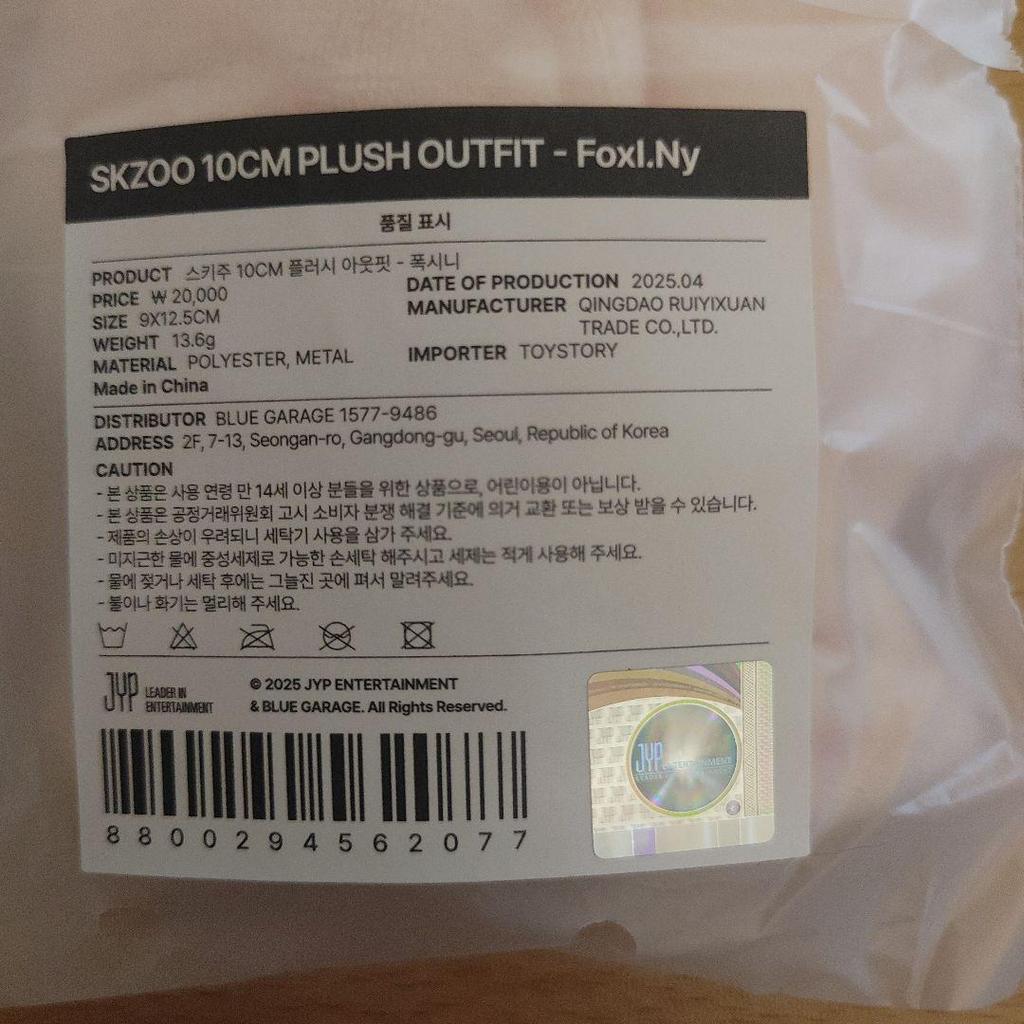 SKZOO 10CM PLUSH OUTFIT - FoxI.Ny
품질 표시
PRODUCT 스키주 10CM 플러시 아웃핏 - 폭시니
PRICE ₩ 20,000
SIZE 9X12.5CM
WEIGHT 13.6g
MATERIAL POLYESTER, METAL
Made in China
DATE OF PRODUCTION 2025.04
MANUFACTURER QINGDAO RUIYIXUAN
TRADE CO.,LTD.
IMPORTER TOYSTORY
DISTRIBUTOR BLUE GARAGE 1577-9486
ADDRESS 2F, 7-13, Seongan-ro, Gangdong-gu, Seoul, Republic of Korea
CAUTION
- 본 상품은 사용 연령 만 14세 이상 분들을 위한 상품으로, 어린이용이 아닙니다.
- 본 상품은 공정거래위원회 고시 소비자 분쟁 해결 기준에 의거 교환 또는 보상 받을 수 있습니다.
- 제품의 손상이 우려되니 세탁기 사용을 삼가 주세요.
- 미지근한 물에 중성세제로 가능한 손세탁 해주시고 세제는 적게 사용해 주세요.
- 물에 젖거나 세탁 후에는 그늘진 곳에 펴서 말려주세요.
- 불이나 화기는 멀리해 주세요.
JYP LEADER IN
ENTERTAINMENT
© 2025 JYP ENTERTAINMENT
& BLUE GARAGE. All Rights Reserved.
JYP ENTERTAINMENT
8800294562077